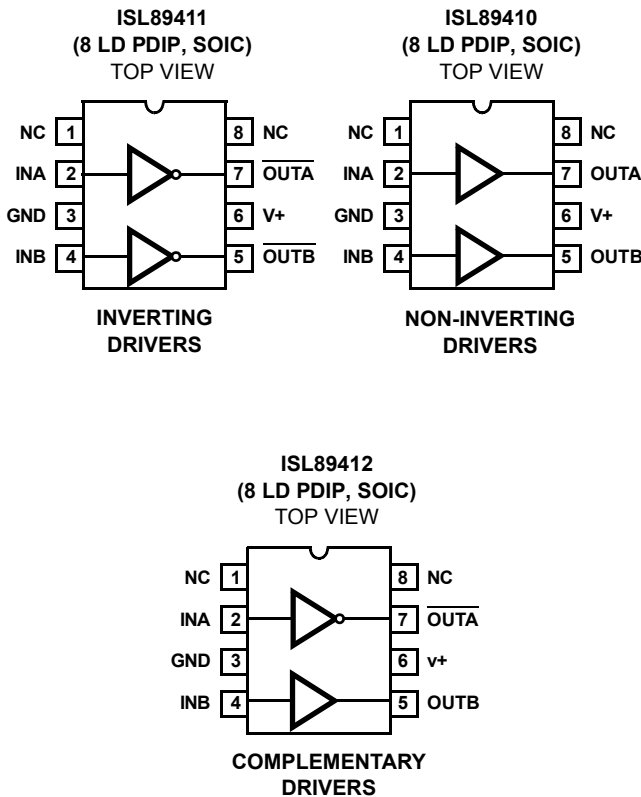 ISL89411
(8 LD PDIP, SOIC)
TOP VIEW
NC 1 8 NC
INA 2 7 OUTA
GND 3 6 V+
INB 4 5 OUTB
INVERTING
DRIVERS
ISL89410
(8 LD PDIP, SOIC)
TOP VIEW
NC 1 8 NC
INA 2 7 OUTA
GND 3 6 V+
INB 4 5 OUTB
NON-INVERTING
DRIVERS
ISL89412
(8 LD PDIP, SOIC)
TOP VIEW
NC 1 8 NC
INA 2 7 OUTA
GND 3 6 v+
INB 4 5 OUTB
COMPLEMENTARY
DRIVERS